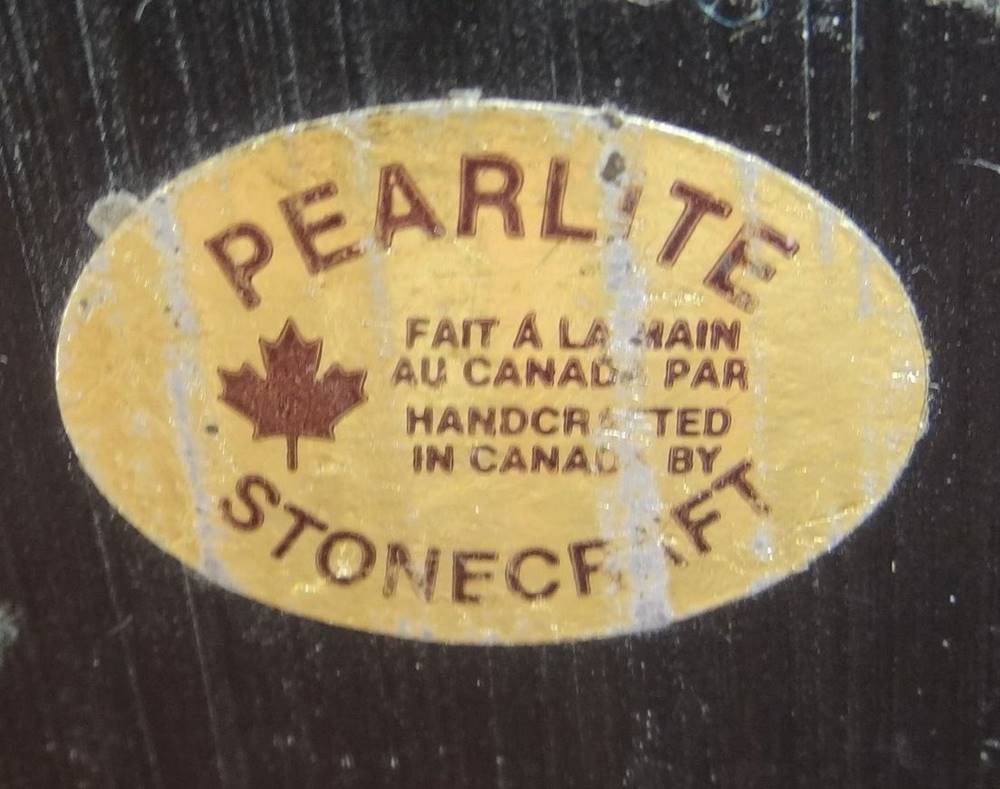 PEARLITE
FAIT Á LA MAIN
AU CANADA PAR
HANDCRAFTED
IN CANADA BY
STONECRAFT